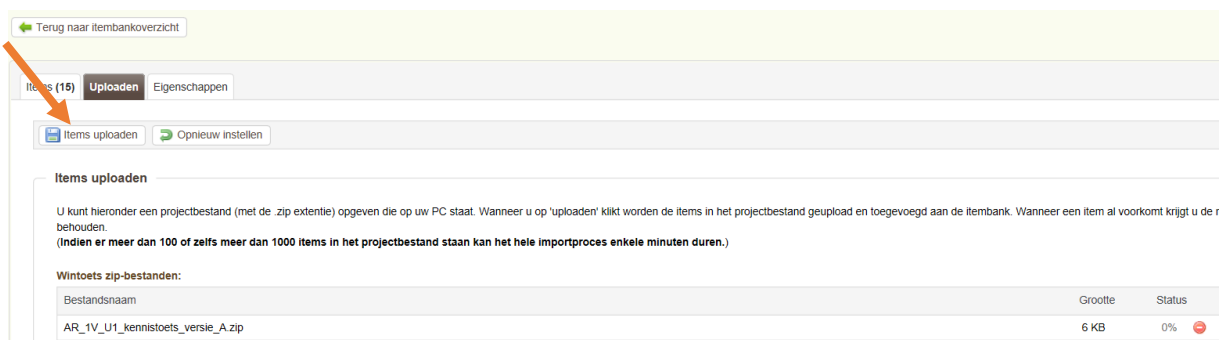 Terug naar itembankoverzicht
Items (15) Uploaden Eigenschappen
Items uploaden Opnieuw instellen
Items uploaden
U kunt hieronder een projectbestand (met de .zip extentie) opgeven die op uw PC staat. Wanneer u op 'uploaden' klikt worden de items in het projectbestand geupload en toegevoegd aan de itembank. Wanneer een item al voorkomt krijgt u de
behouden.
(Indien er meer dan 100 of zelfs meer dan 1000 items in het projectbestand staan kan het hele importproces enkele minuten duren.)
Wintoets zip-bestanden:
Bestandsnaam Grootte Status
AR_1V_U1_kennistoets_versie_A.zip 6 KB 0%